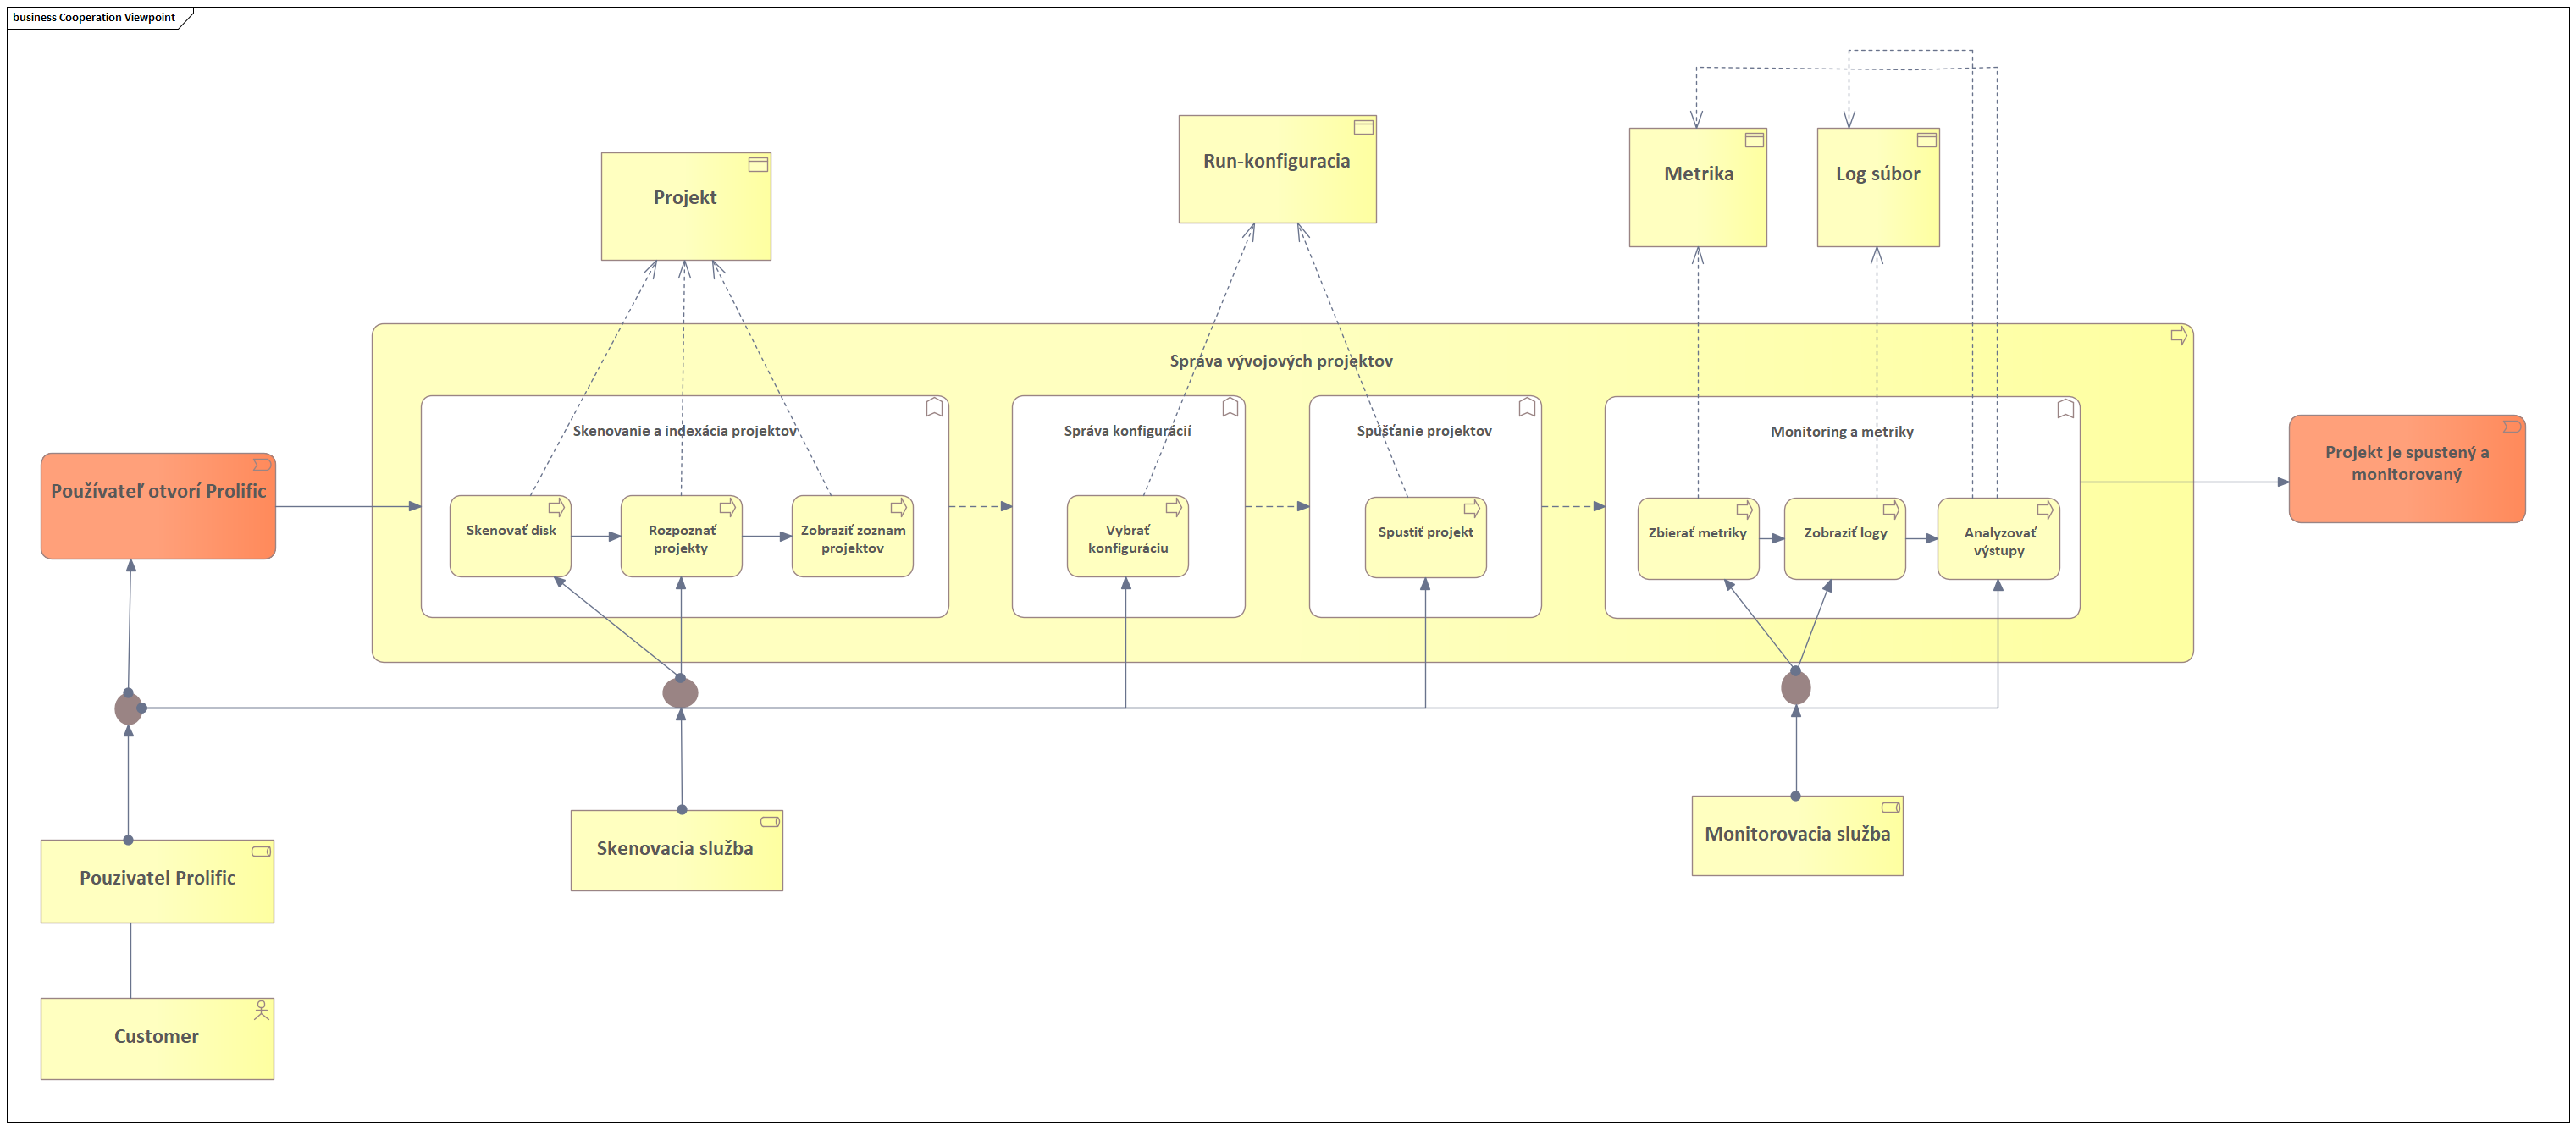 business Cooperation Viewpoint
Projekt
Run-konfiguracia
Metrika
Log súbor
Správa vývojových projektov
Skenovanie a indexácia projektov
Správa konfigurácií
Spúšťanie projektov
Monitoring a metriky
Používateľ otvorí Prolific
Skenovať disk
Rozpoznať
projekty
Zobraziť zoznam
projektov
Vybrať
konfiguráciu
Spustiť projekt
Zbierať metriky
Zobraziť logy
Analyzovať
výstupy
Projekt je spustený a
monitorovaný
Pouzivatel Prolific
Skenovacia služba
Monitorovacia služba
Customer